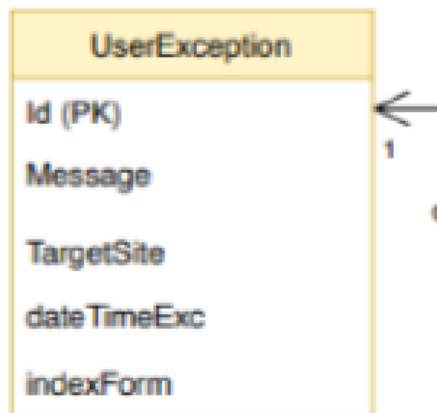 UserException
Id (PK)
1
Message
TargetSite
dateTimeExc
indexForm